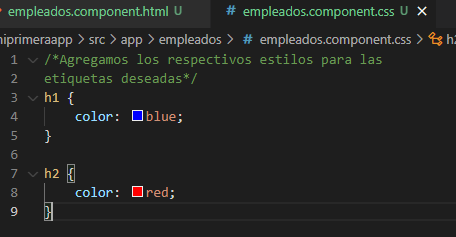 empleados.component.html U
# empleados.component.css U ×
niprimeraapp > src > app > empleados > # empleados.component.css >
1 /*Agregamos los respectivos estilos para las
2 etiquetas deseadas*/
3 h1 {
4 color: blue;
5 }
6
7 h2 {
8 color: red;
9 }